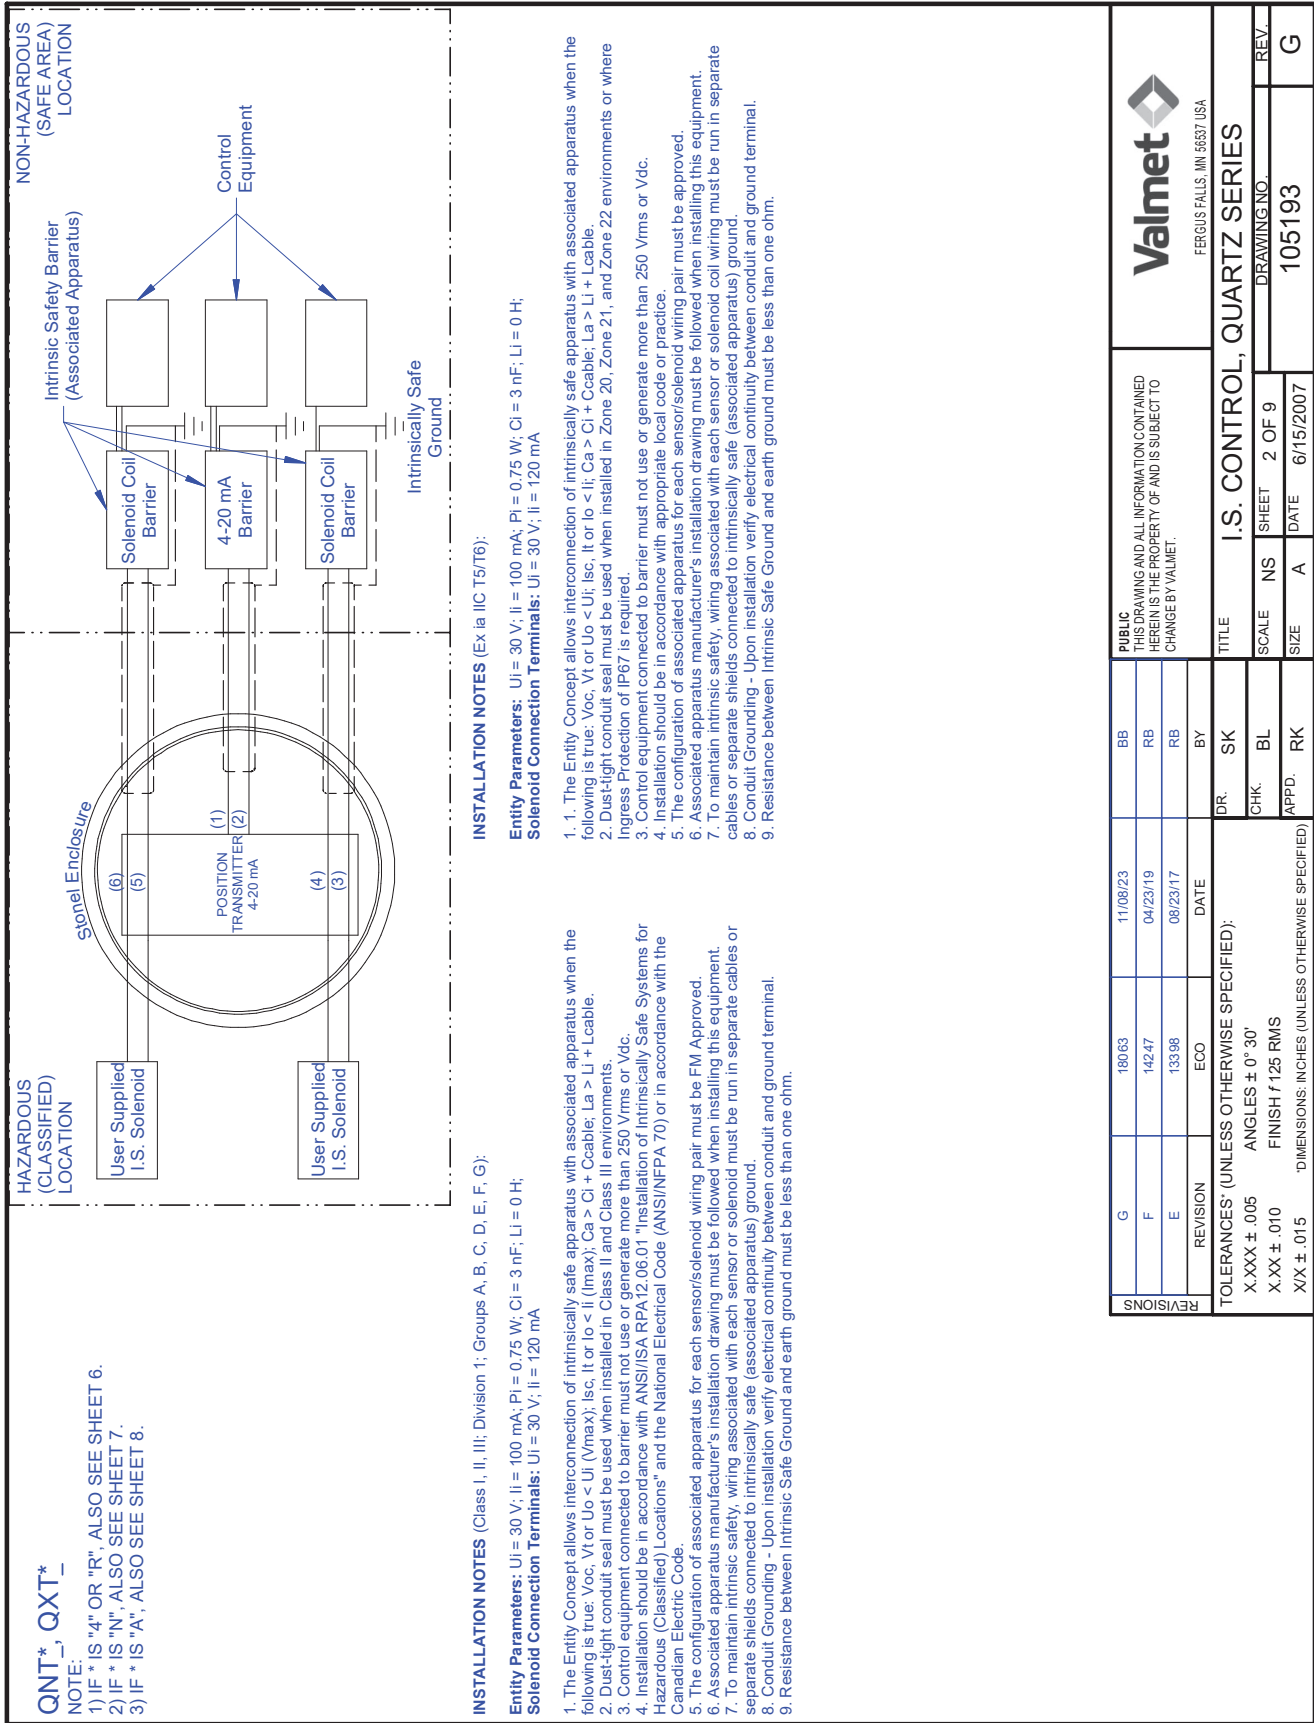 QNT*_, QXT*_
NOTE:
1) IF * IS "4" OR "R", ALSO SEE SHEET 6.
2) IF * IS "N", ALSO SEE SHEET 7.
3) IF * IS "A", ALSO SEE SHEET 8.
HAZARDOUS
(CLASSIFIED)
LOCATION
NON-HAZARDOUS
(SAFE AREA)
LOCATION
User Supplied
I.S. Solenoid
User Supplied
I.S. Solenoid
Stonel Enclosure
(6)
(5)
POSITION
TRANSMITTER
4-20 mA
(1)
(2)
(4)
(3)
Intrinsic Safety Barrier
(Associated Apparatus)
Solenoid Coil
Barrier
4-20 mA
Barrier
Solenoid Coil
Barrier
Control
Equipment
Intrinsically Safe
Ground
INSTALLATION NOTES (Class I, II, III; Division 1; Groups A, B, C, D, E, F, G):
Entity Parameters: Ui = 30 V; Ii = 100 mA; Pi = 0.75 W; Ci = 3 nF; Li = 0 H;
Solenoid Connection Terminals: Ui = 30 V; Ii = 120 mA
1. The Entity Concept allows interconnection of intrinsically safe apparatus with associated apparatus when the
following is true: Voc, Vt or Uo < Ui (Vmax); Isc, It or Io < Ii (Imax); Ca > Ci + Ccable; La > Li + Lcable.
2. Dust-tight conduit seal must be used when installed in Class II and Class III environments.
3. Control equipment connected to barrier must not use or generate more than 250 Vrms or Vdc.
4. Installation should be in accordance with ANSI/ISA RPA12.06.01 "Installation of Intrinsically Safe Systems for
Hazardous (Classified) Locations" and the National Electrical Code (ANSI/NFPA 70) or in accordance with the
Canadian Electric Code.
5. The configuration of associated apparatus for each sensor/solenoid wiring pair must be FM Approved.
6. Associated apparatus manufacturer's installation drawing must be followed when installing this equipment.
7. To maintain intrinsic safety, wiring associated with each sensor or solenoid must be run in separate cables or
separate shields connected to intrinsically safe (associated apparatus) ground.
8. Conduit Grounding - Upon installation verify electrical continuity between conduit and ground terminal.
9. Resistance between Intrinsic Safe Ground and earth ground must be less than one ohm.
INSTALLATION NOTES (Ex ia IIC T5/T6):
Entity Parameters: Ui = 30 V; Ii = 100 mA; Pi = 0.75 W; Ci = 3 nF; Li = 0 H;
Solenoid Connection Terminals: Ui = 30 V; Ii = 120 mA
1. 1. The Entity Concept allows interconnection of intrinsically safe apparatus with associated apparatus when the
following is true: Voc, Vt or Uo < Ui; Isc, It or Io < Ii; Ca > Ci + Ccable; La > Li + Lcable.
2. Dust-tight conduit seal must be used when installed in Zone 20, Zone 21, and Zone 22 environments or where
Ingress Protection of IP67 is required.
3. Control equipment connected to barrier must not use or generate more than 250 Vrms or Vdc.
4. Installation should be in accordance with appropriate local code or practice.
5. The configuration of associated apparatus for each sensor/solenoid wiring pair must be approved.
6. Associated apparatus manufacturer's installation drawing must be followed when installing this equipment.
7. To maintain intrinsic safety, wiring associated with each sensor or solenoid coil wiring must be run in separate
cables or separate shields connected to intrinsically safe (associated apparatus) ground.
8. Conduit Grounding - Upon installation verify electrical continuity between conduit and ground terminal.
9. Resistance between Intrinsic Safe Ground and earth ground must be less than one ohm.
REVISIONS
G 18063 11/08/23 BB
F 14247 04/23/19 RB
E 13398 08/23/17 RB
REVISION ECO DATE BY
TOLERANCES* (UNLESS OTHERWISE SPECIFIED):
X.XXX ± .005 ANGLES ± 0° 30'
X.XX ± .010 FINISH f 125 RMS
X/X ± .015 *DIMENSIONS: INCHES (UNLESS OTHERWISE SPECIFIED)
DR. SK
CHK. BL
APPD. RK
PUBLIC
THIS DRAWING AND ALL INFORMATION CONTAINED
HEREIN IS THE PROPERTY OF AND IS SUBJECT TO
CHANGE BY VALMET.
Valmet
FERGUS FALLS, MN 56537 USA
TITLE I.S. CONTROL, QUARTZ SERIES
SCALE NS SHEET 2 OF 9
SIZE A DATE 6/15/2007
DRAWING NO. 105193
REV. G